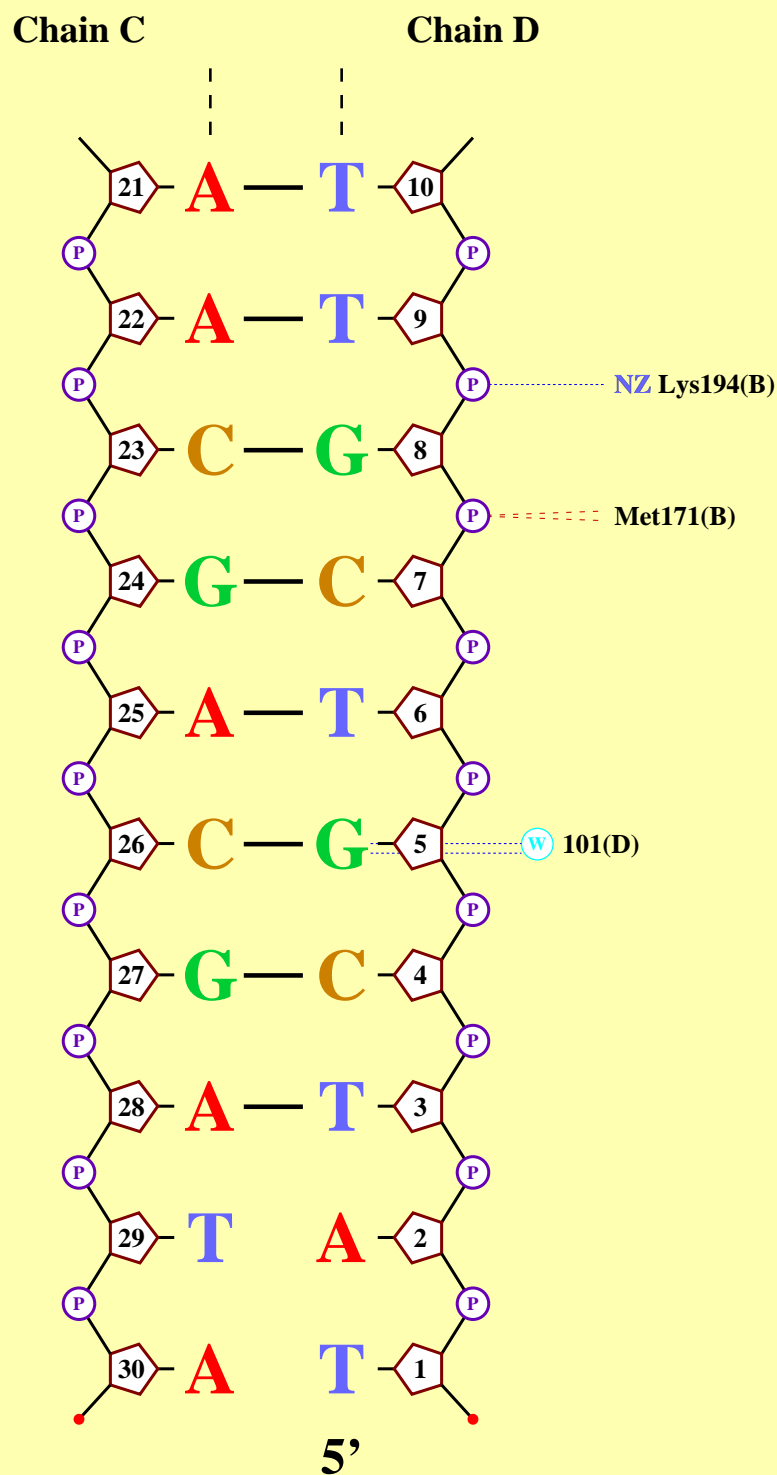 Chain C Chain D
21 A T 10
P P
22 A T 9
P P NZ Lys194(B)
23 C G 8
P P Met171(B)
24 G C 7
P P
25 A T 6
P P
26 C G 5 W 101(D)
P P
27 G C 4
P P
28 A T 3
P P
29 T A 2
P P
30 A T 1
5’